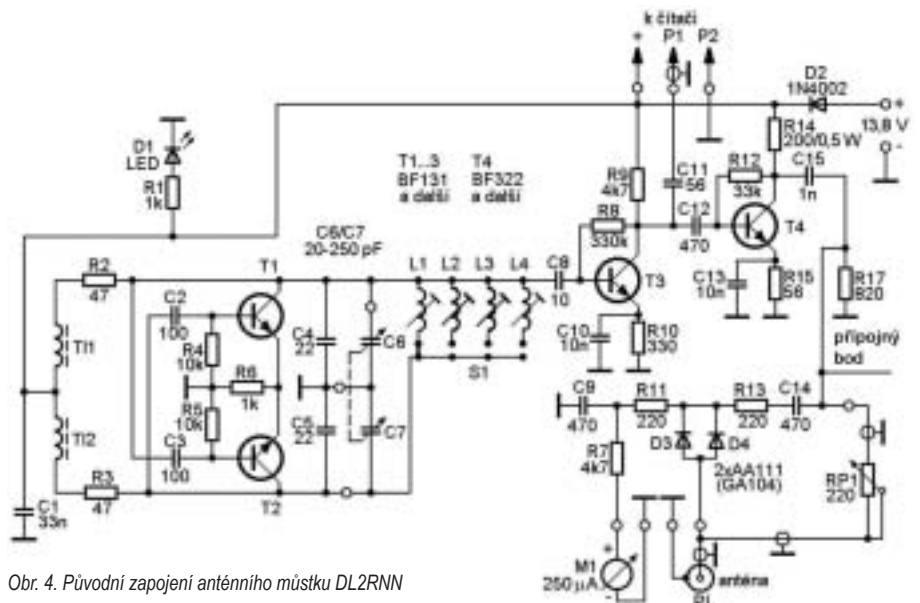 k čítači
+ P1 P2
D2
1N4002
+
13,8 V
-
D1
LED
R1
1k
T1...3
BF131
a další
T4
BF322
a další
R9
4k7
C11
56
R12
33k
R14
200/0,5 W
C15
1n
R8
330k
C12
470
T4
C6/C7
20-250 pF
R2
47
T1
L1 L2 L3 L4
C8
10
T3
C13
10n
R15
56
R17
820
C2
100
Tl1
R4
10k
R6
1k
C4
22
C6
C10
10n
R10
330
přípojný
bod
S1
R5
10k
C5
22
C7
C9
470
R11
220
R13
220
C14
470
Tl2
C3
100
D3 D4
R3
47
T2
R7
4k7
2xAA111
(GA104)
RP1
220
C1
33n
+
M1
250 µA
-
anténa
Obr. 4. Původní zapojení anténního můstku DL2RNN